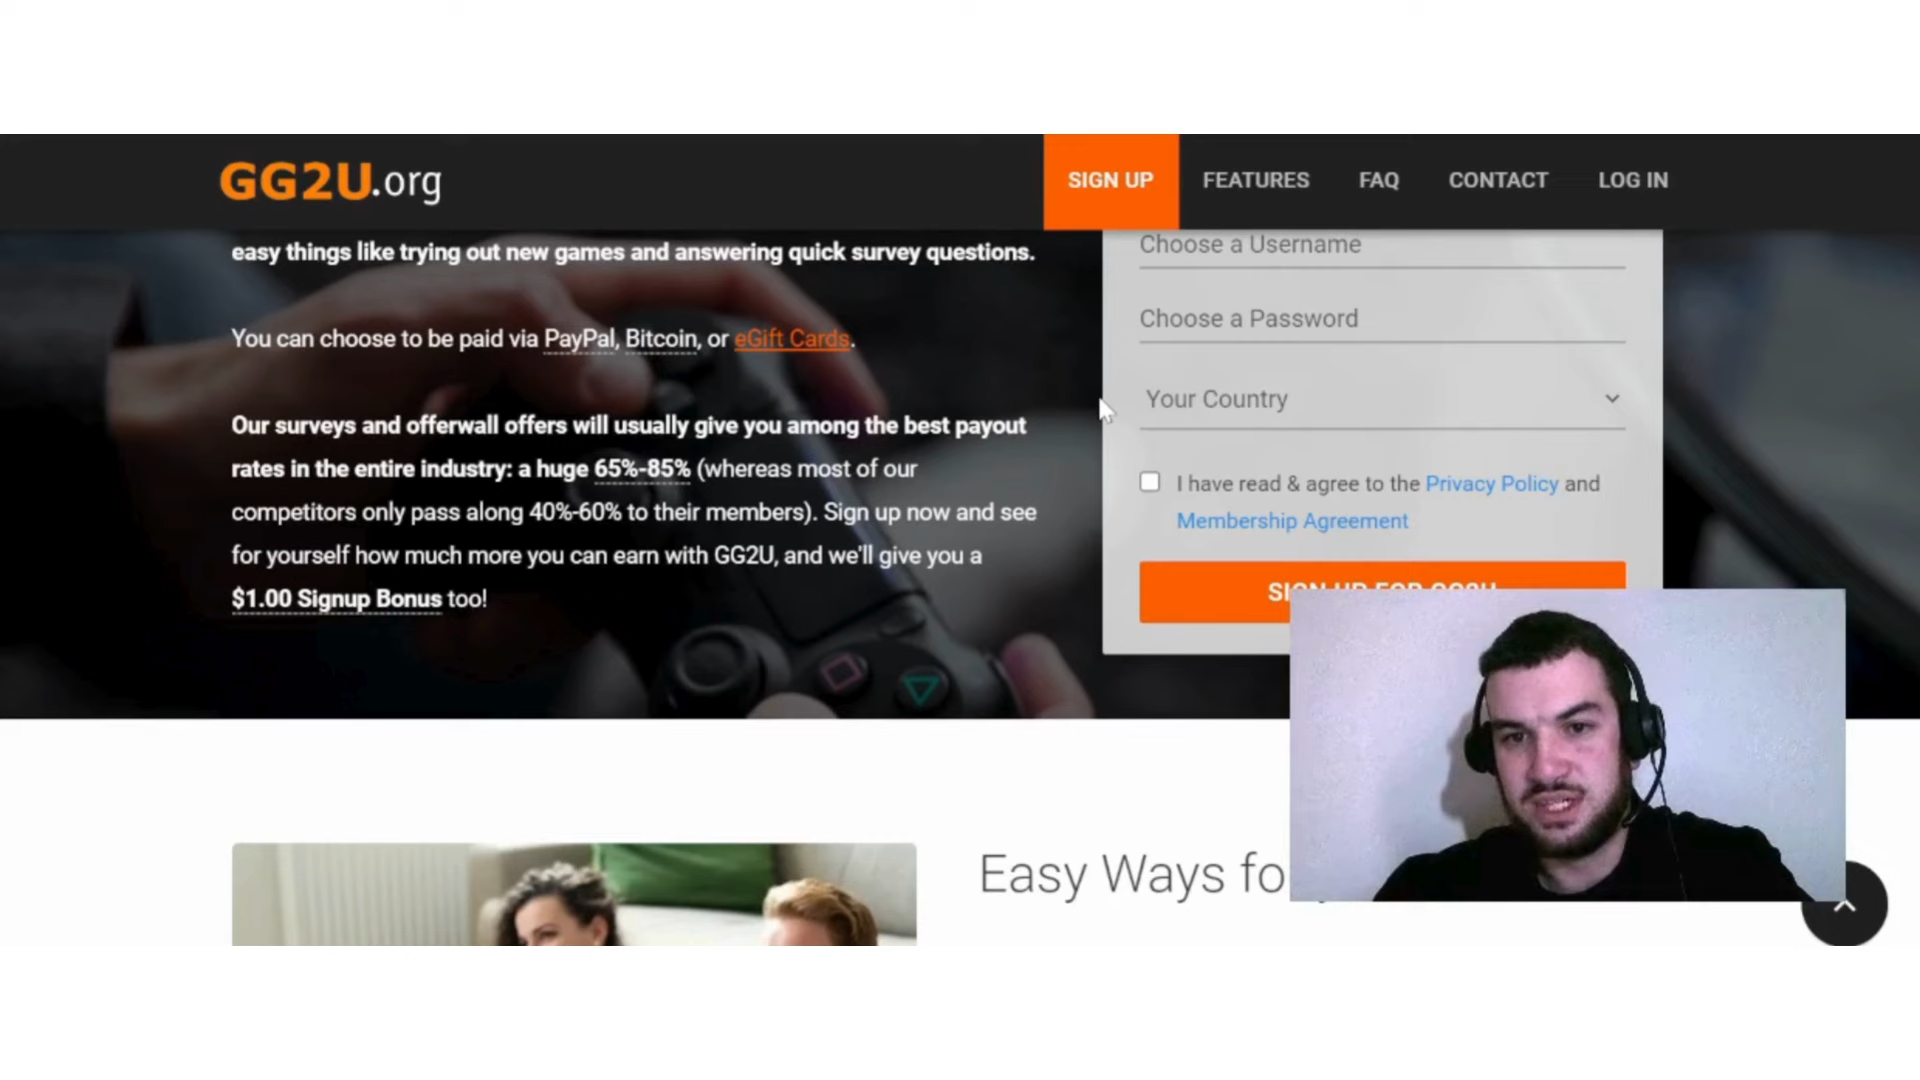 GG2U.org
SIGN UP FEATURES FAQ CONTACT LOG IN
easy things like trying out new games and answering quick survey questions.
You can choose to be paid via PayPal, Bitcoin, or eGift Cards.
Our surveys and offerwall offers will usually give you among the best payout
rates in the entire industry: a huge 65%-85% (whereas most of our
competitors only pass along 40%-60% to their members). Sign up now and see
for yourself how much more you can earn with GG2U, and we'll give you a
$1.00 Signup Bonus too!
Choose a Username
Choose a Password
Your Country
I have read & agree to the Privacy Policy and
Membership Agreement
SIGN UP FOR
Easy Ways